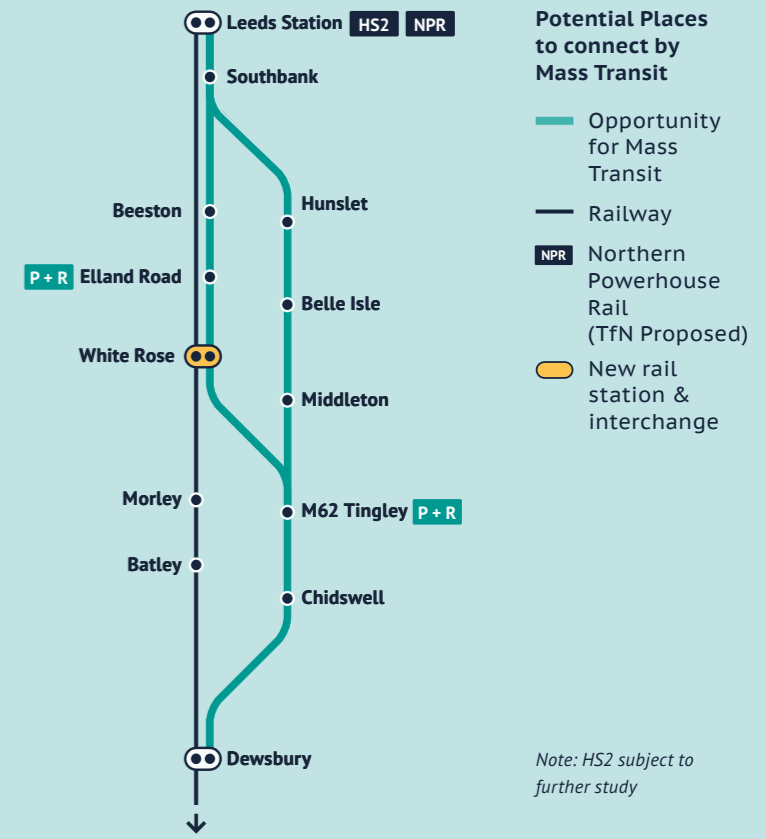 Leeds Station HS2 NPR
Southbank
Hunslet
Beeston
P + R Elland Road
Belle Isle
White Rose
Middleton
Morley
M62 Tingley P + R
Batley
Chidswell
Dewsbury
Potential Places
to connect by
Mass Transit
Opportunity
for Mass
Transit
Railway
NPR Northern
Powerhouse
Rail
(TfN Proposed)
New rail
station &
interchange
Note: HS2 subject to
further study